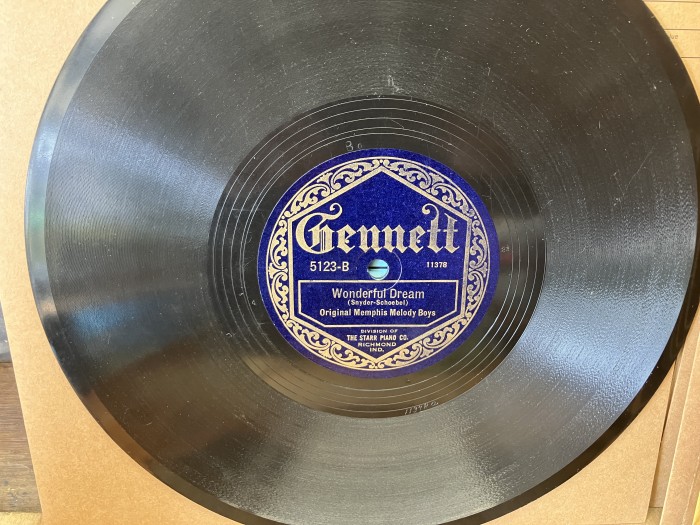 Gennett
5123-B 11378
Wonderful Dream
(Snyder-Schoebel)
Original Memphis Melody Boys
DIVISION OF
THE STARR PIANO CO.
RICHMOND
IND.